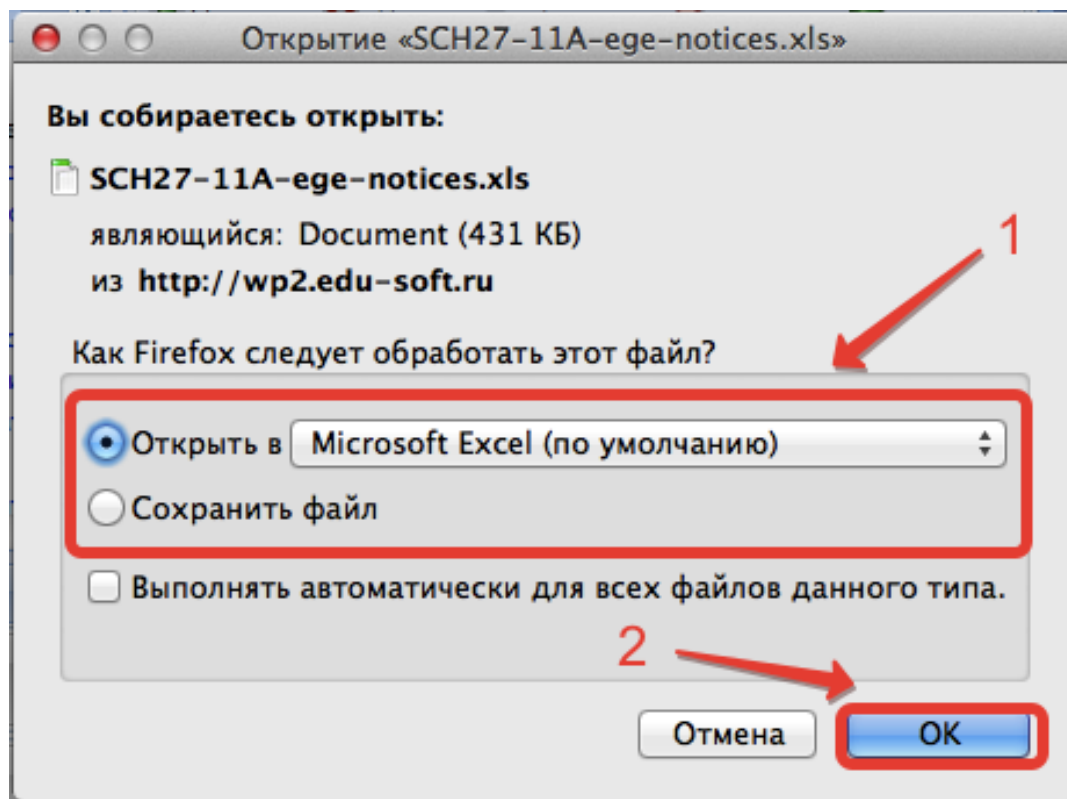 Открытие «SCH27-11A-ege-notices.xls»
Вы собираетесь открыть:
SCH27-11A-ege-notices.xls
являющийся: Document (431 КБ)
из http://wp2.edu-soft.ru
1
Как Firefox следует обработать этот файл?
Открыть в Microsoft Excel (по умолчанию)
Сохранить файл
Выполнять автоматически для всех файлов данного типа.
2
Отмена OK